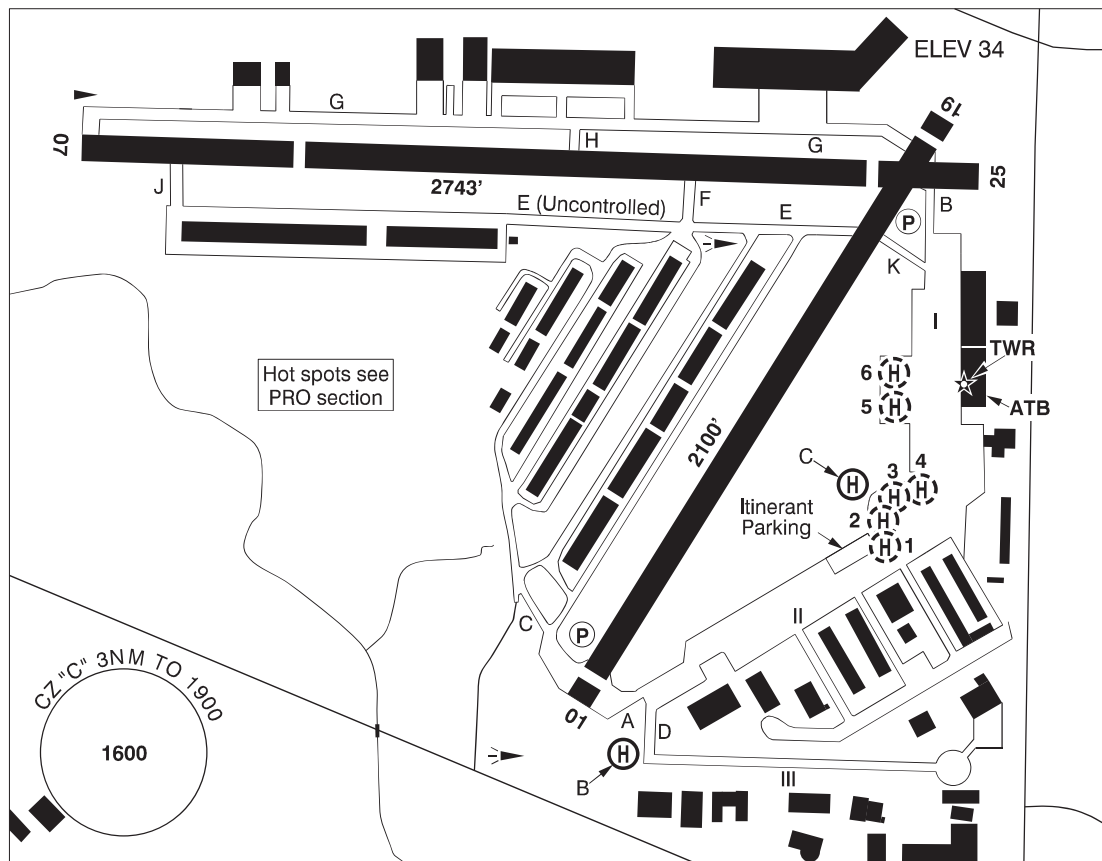 ELEV 34
G
19
07
H
G
25
J
2743'
F
E (Uncontrolled)
E
B
P
K
I
TWR
Hot spots see
PRO section
6 H
5 H
ATB
2100'
C
H
3
4
H
H
Itinerant
Parking
2 H
H 1
II
C
P
CZ "C" 3NM TO 1900
01
A
D
1600
H
B
III